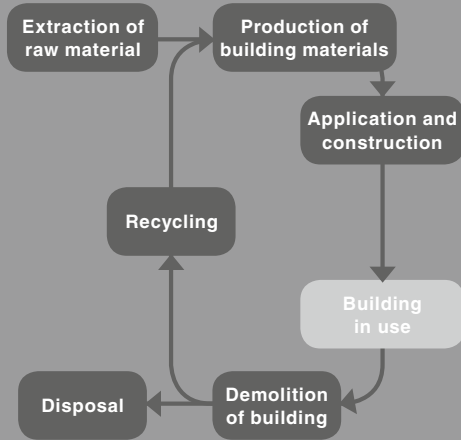 Extraction of
raw material
Production of
building materials
Application and
construction
Recycling
Building
in use
Disposal
Demolition
of building